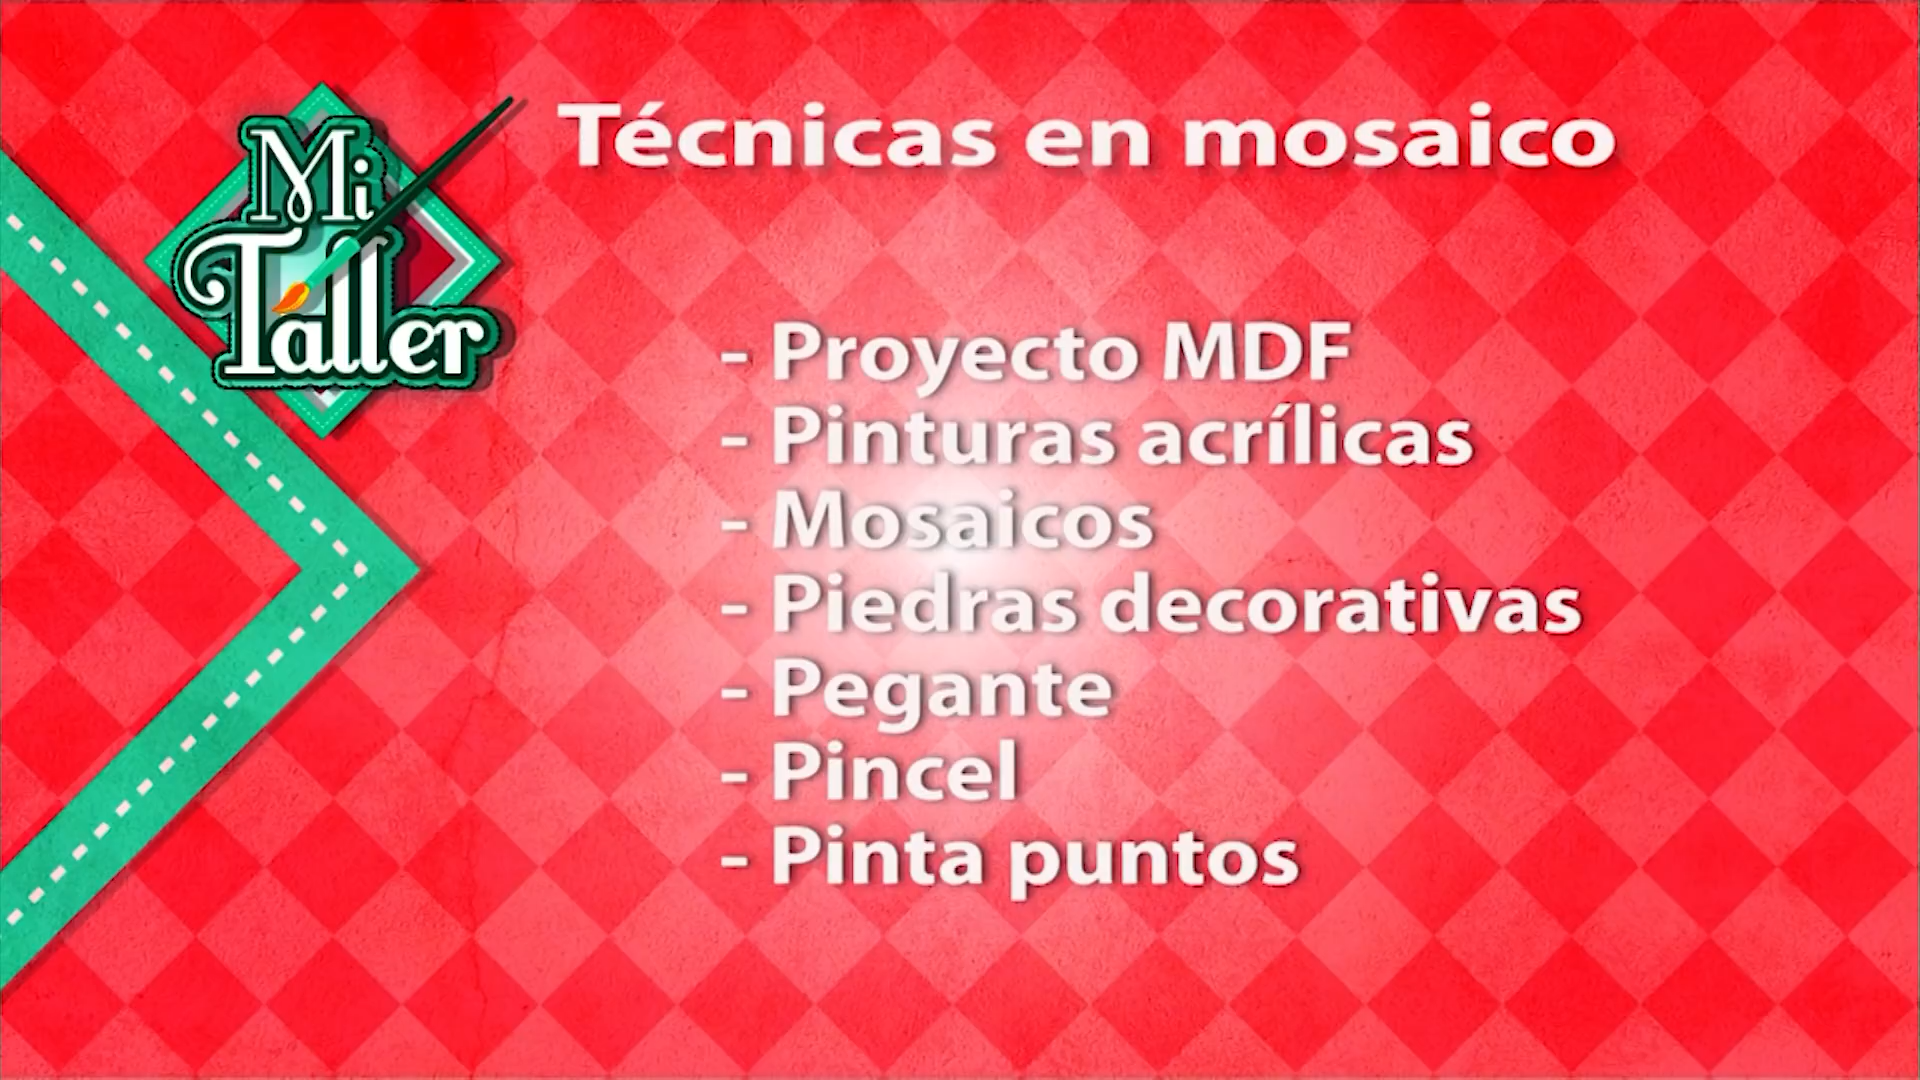 Mi
Taller
Técnicas en mosaico
- Proyecto MDF
- Pinturas acrílicas
- Mosaicos
- Piedras decorativas
- Pegante
- Pincel
- Pinta puntos